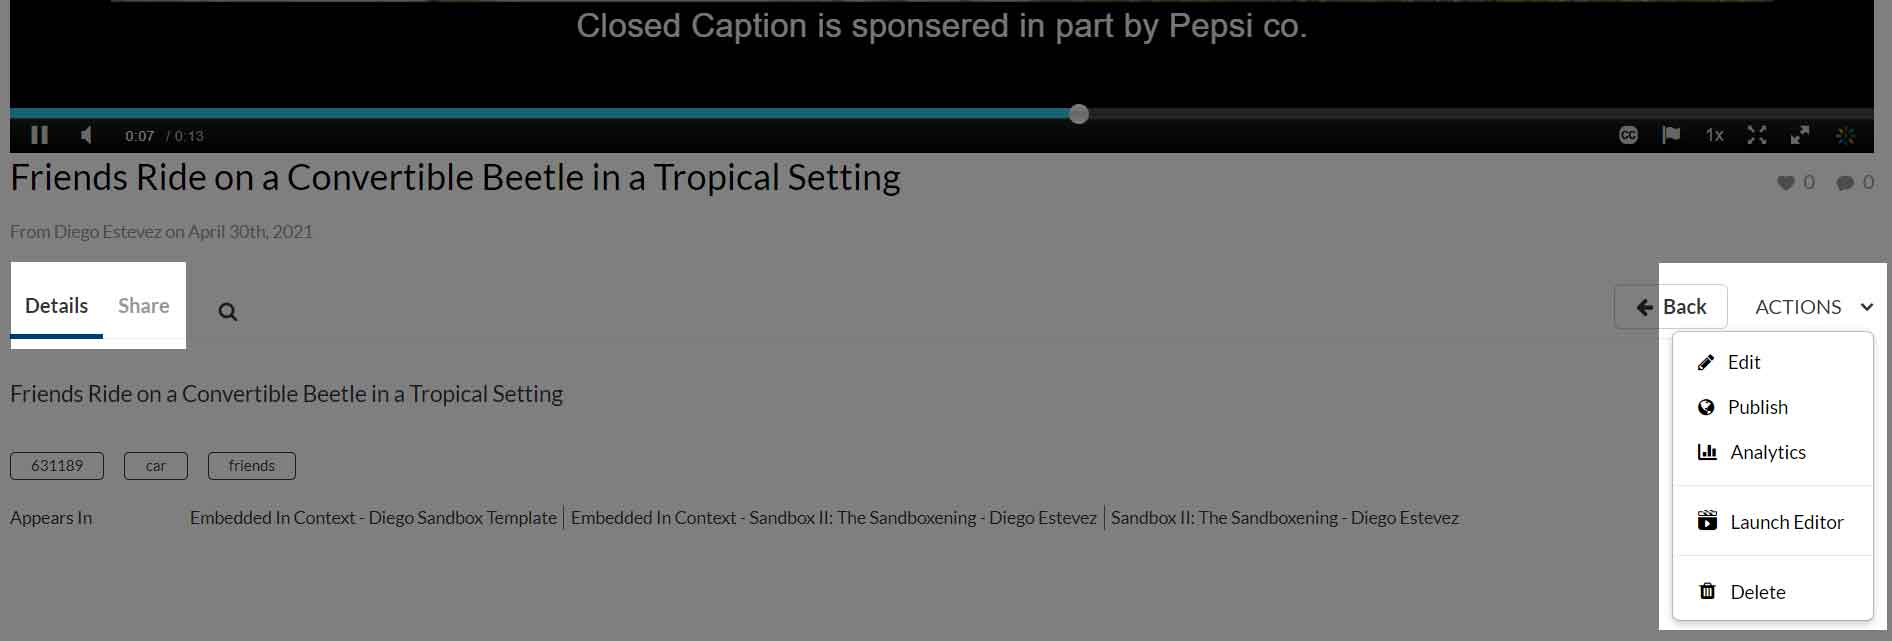 Closed Caption is sponsered in part by Pepsi co.
0:07 / 0:13
CC
1x
Friends Ride on a Convertible Beetle in a Tropical Setting
0 0
From Diego Estevez on April 30th, 2021
Details Share
Back ACTIONS
Edit
Publish
Analytics
Launch Editor
Delete
Friends Ride on a Convertible Beetle in a Tropical Setting
631189 car friends
Appears In Embedded In Context - Diego Sandbox Template | Embedded In Context - Sandbox II: The Sandboxening - Diego Estevez | Sandbox II: The Sandboxening - Diego Estevez